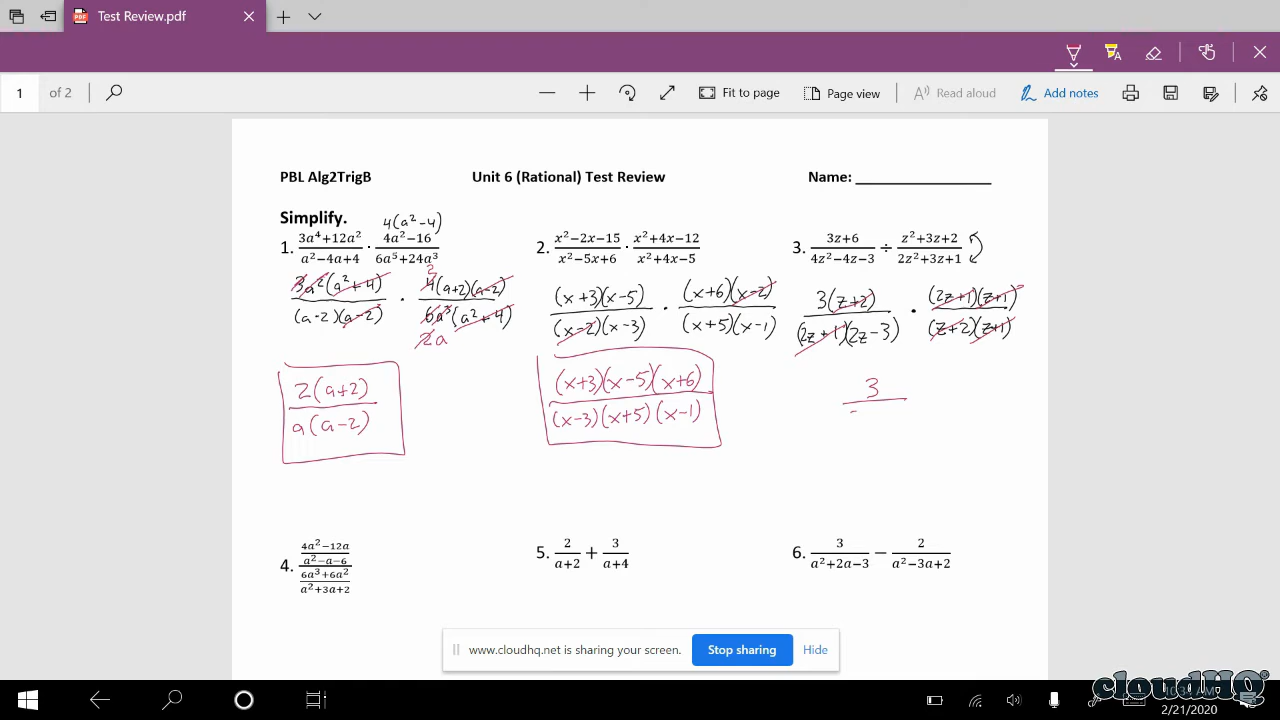 Test Review.pdf
1 of 2
Fit to page
Page view
Read aloud
Add notes
PBL Alg2TrigB Unit 6 (Rational) Test Review Name: ________________
Simplify.
4(a²-4)
1. (3a⁴+12a²)/(a²-4a+4) · (4a²-16)/(6a⁵+24a³)
2. (x²-2x-15)/(x²-5x+6) · (x²+4x-12)/(x²+4x-5)
3. (3z+6)/(4z²-4z-3) ÷ (z²+3z+2)/(2z²+3z+1)
2
3a²(a²+4) · 4(a+2)(a-2)
(a-2)(a-2) 6a³(a²+4)
2a
(x+3)(x-5) · (x+6)(x-2)
(x-2)(x-3) (x+5)(x-1)
3(z+2) · (2z+1)(z+1)
(2z+1)(2z-3) (z+2)(z+1)
2(a+2)
a(a-2)
(x+3)(x-5)(x+6)
(x-3)(x+5)(x-1)
3
4. (4a²-12a)/(a²-a-6)
(6a³+6a²)/(a²+3a+2)
5. 2/(a+2) + 3/(a+4)
6. 3/(a²+2a-3) − 2/(a²-3a+2)
www.cloudhq.net is sharing your screen.
Stop sharing
Hide
cloudHQ
2/21/2020